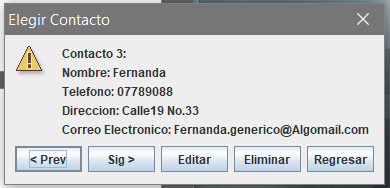 Elegir Contacto
Contacto 3:
Nombre: Fernanda
Telefono: 07789088
Direccion: Calle19 No.33
Correo Electronico: Fernanda.generico@Algomail.com
< Prev Sig > Editar Eliminar Regresar